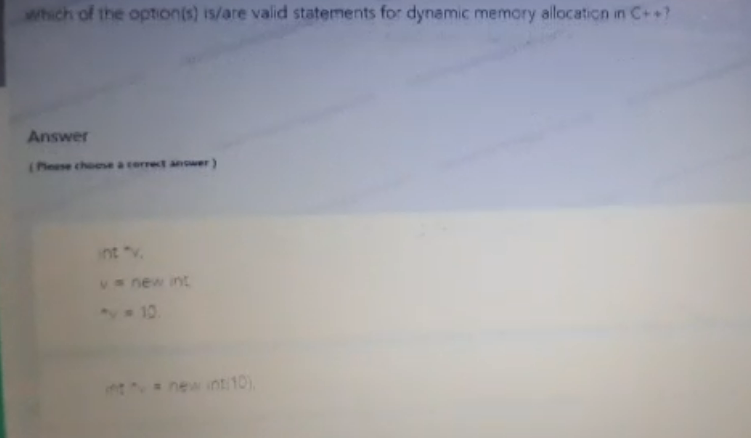 Which of the option(s) is/are valid statements for dynamic memory allocation in C++?
Answer
( Please choose a correct answer )
int *v;
v = new int;
*v = 10;
int *v = new int(10);